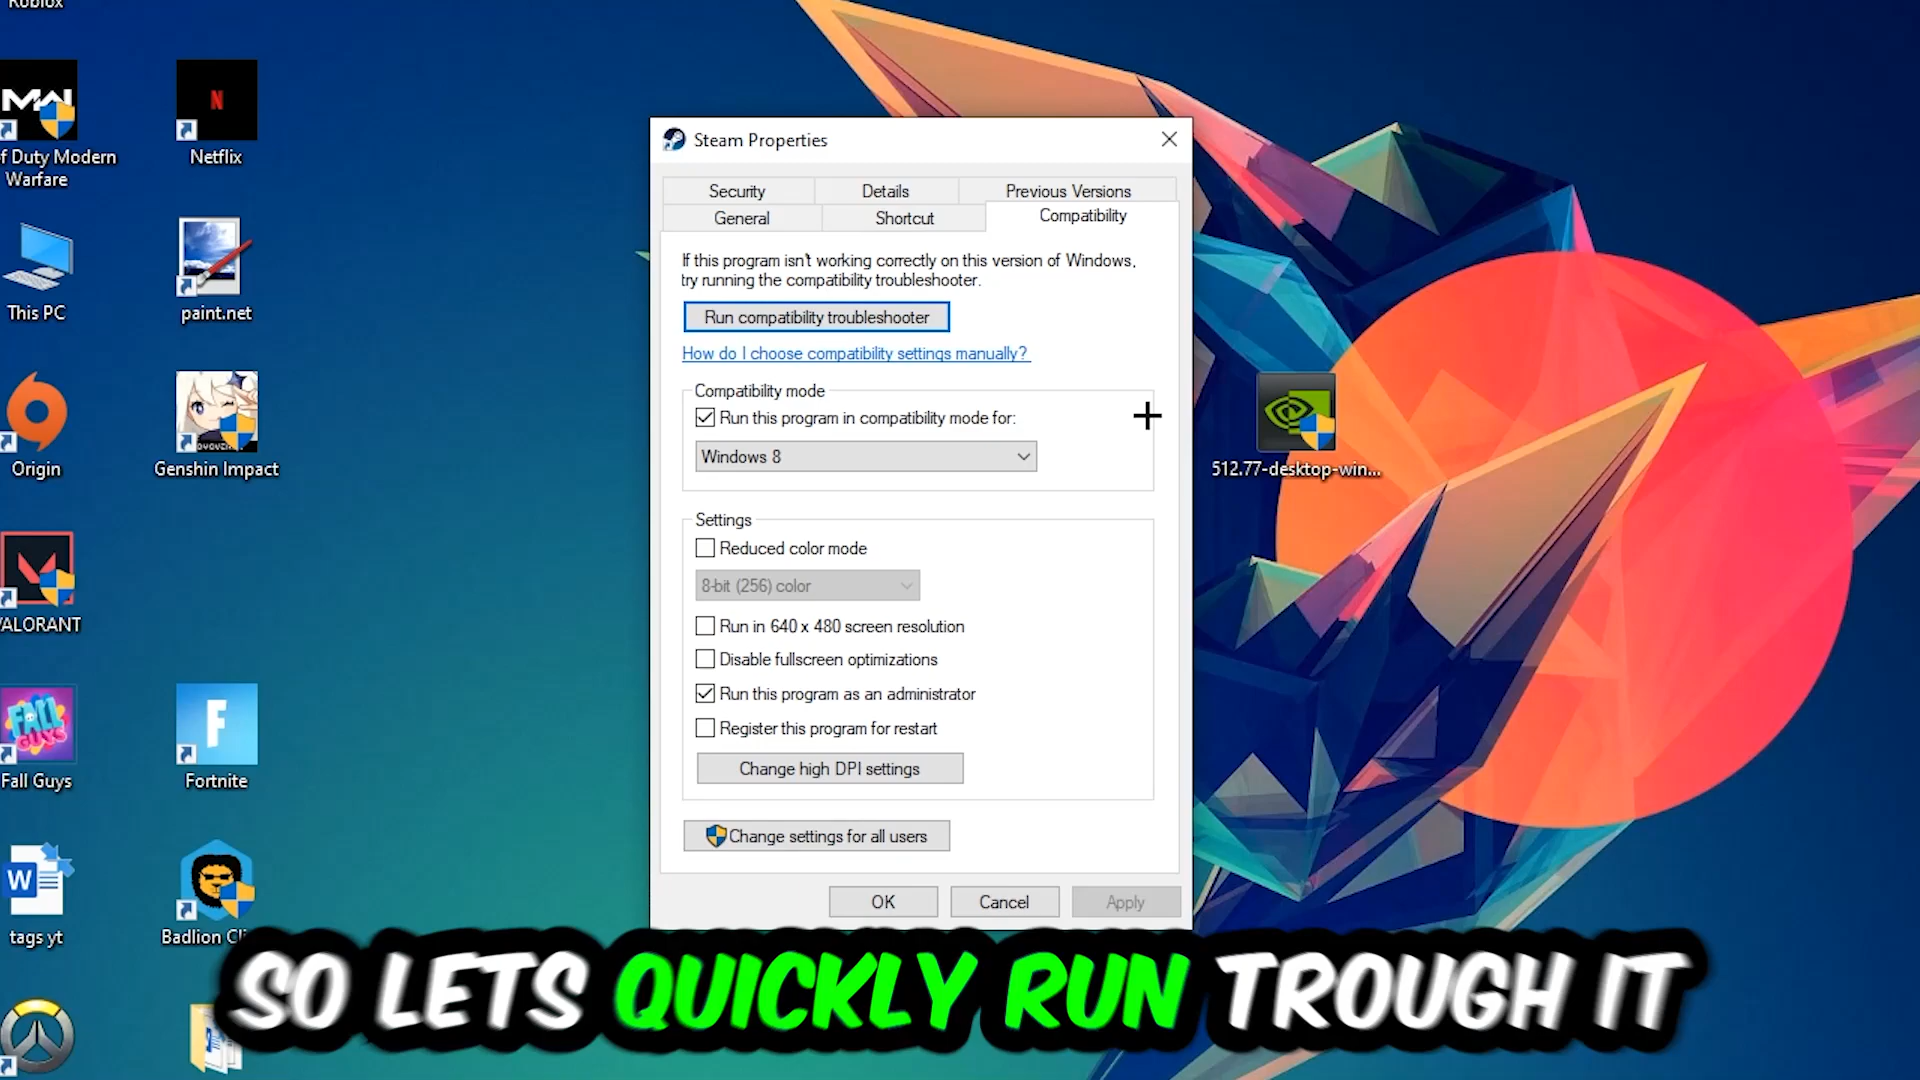 Roblox
MW
f Duty Modern
Warfare
N
Netflix
This PC
paint.net
Origin
Genshin Impact
VALORANT
FALL
GUYS
Fall Guys
F
Fortnite
W
tags yt
Badlion Cli
Steam Properties
Security
Details
Previous Versions
General
Shortcut
Compatibility
If this program isn't working correctly on this version of Windows,
try running the compatibility troubleshooter.
Run compatibility troubleshooter
How do I choose compatibility settings manually?
Compatibility mode
Run this program in compatibility mode for:
Windows 8
Settings
Reduced color mode
8-bit (256) color
Run in 640 x 480 screen resolution
Disable fullscreen optimizations
Run this program as an administrator
Register this program for restart
Change high DPI settings
Change settings for all users
OK
Cancel
Apply
512.77-desktop-win...
SO LETS QUICKLY RUN TROUGH IT